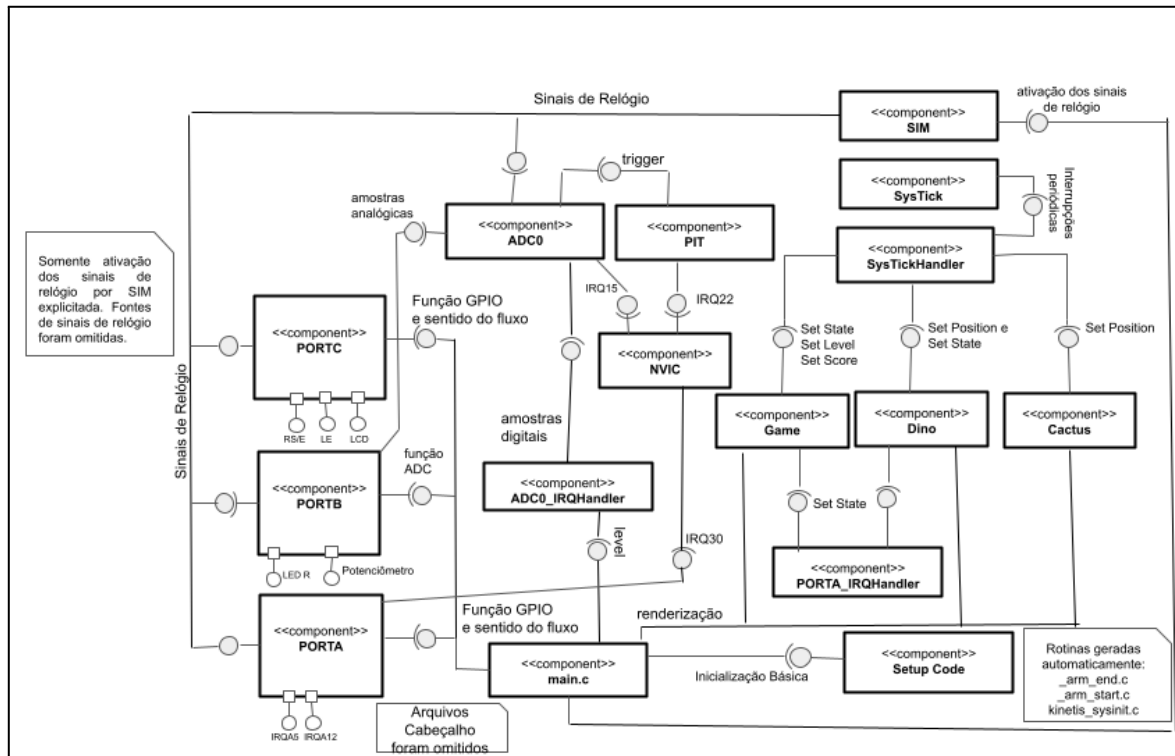 Sinais de Relógio
ativação dos sinais
de relógio
<<component>>
SIM
trigger
<<component>>
SysTick
Interrupções
periódicas
amostras
analógicas
<<component>>
ADC0
<<component>>
PIT
<<component>>
SysTickHandler
Somente ativação
dos sinais de
relógio por SIM
explicitada. Fontes
de sinais de relógio
foram omitidas.
Função GPIO
e sentido do fluxo
IRQ15
IRQ22
<<component>>
PORTC
Set State
Set Level
Set Score
Set Position e
Set State
Set Position
<<component>>
NVIC
RS/E
LE
LCD
Sinais de Relógio
amostras
digitais
<<component>>
Game
<<component>>
Dino
<<component>>
Cactus
função
ADC
<<component>>
PORTB
<<component>>
ADC0_IRQHandler
Set State
level
IRQ30
LED R
Potenciômetro
<<component>>
PORTA_IRQHandler
<<component>>
PORTA
Função GPIO
e sentido do fluxo
renderização
<<component>>
main.c
Inicialização Básica
<<component>>
Setup Code
Rotinas geradas
automaticamente:
_arm_end.c
_arm_start.c
kinetis_sysinit.c
IRQA5
IRQA12
Arquivos
Cabeçalho
foram omitidos